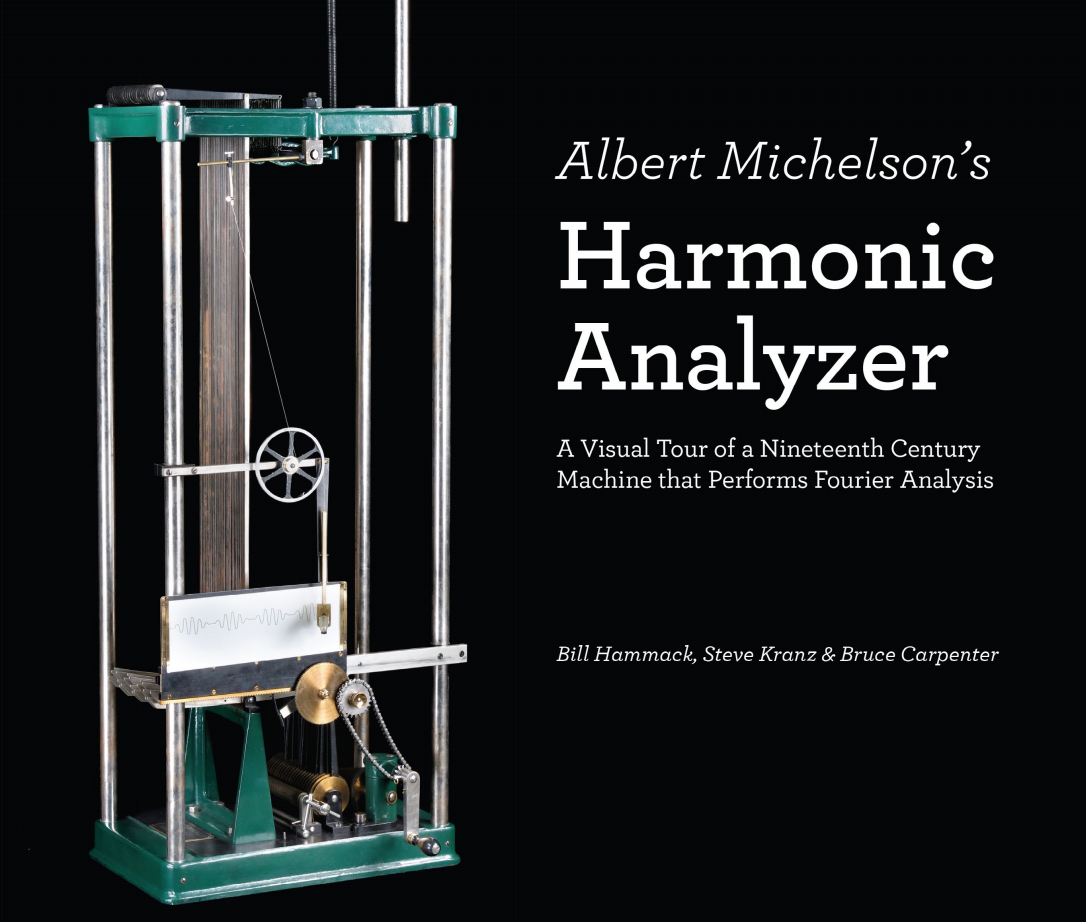 Albert Michelson’s
Harmonic
Analyzer
A Visual Tour of a Nineteenth Century
Machine that Performs Fourier Analysis
Bill Hammack, Steve Kranz & Bruce Carpenter